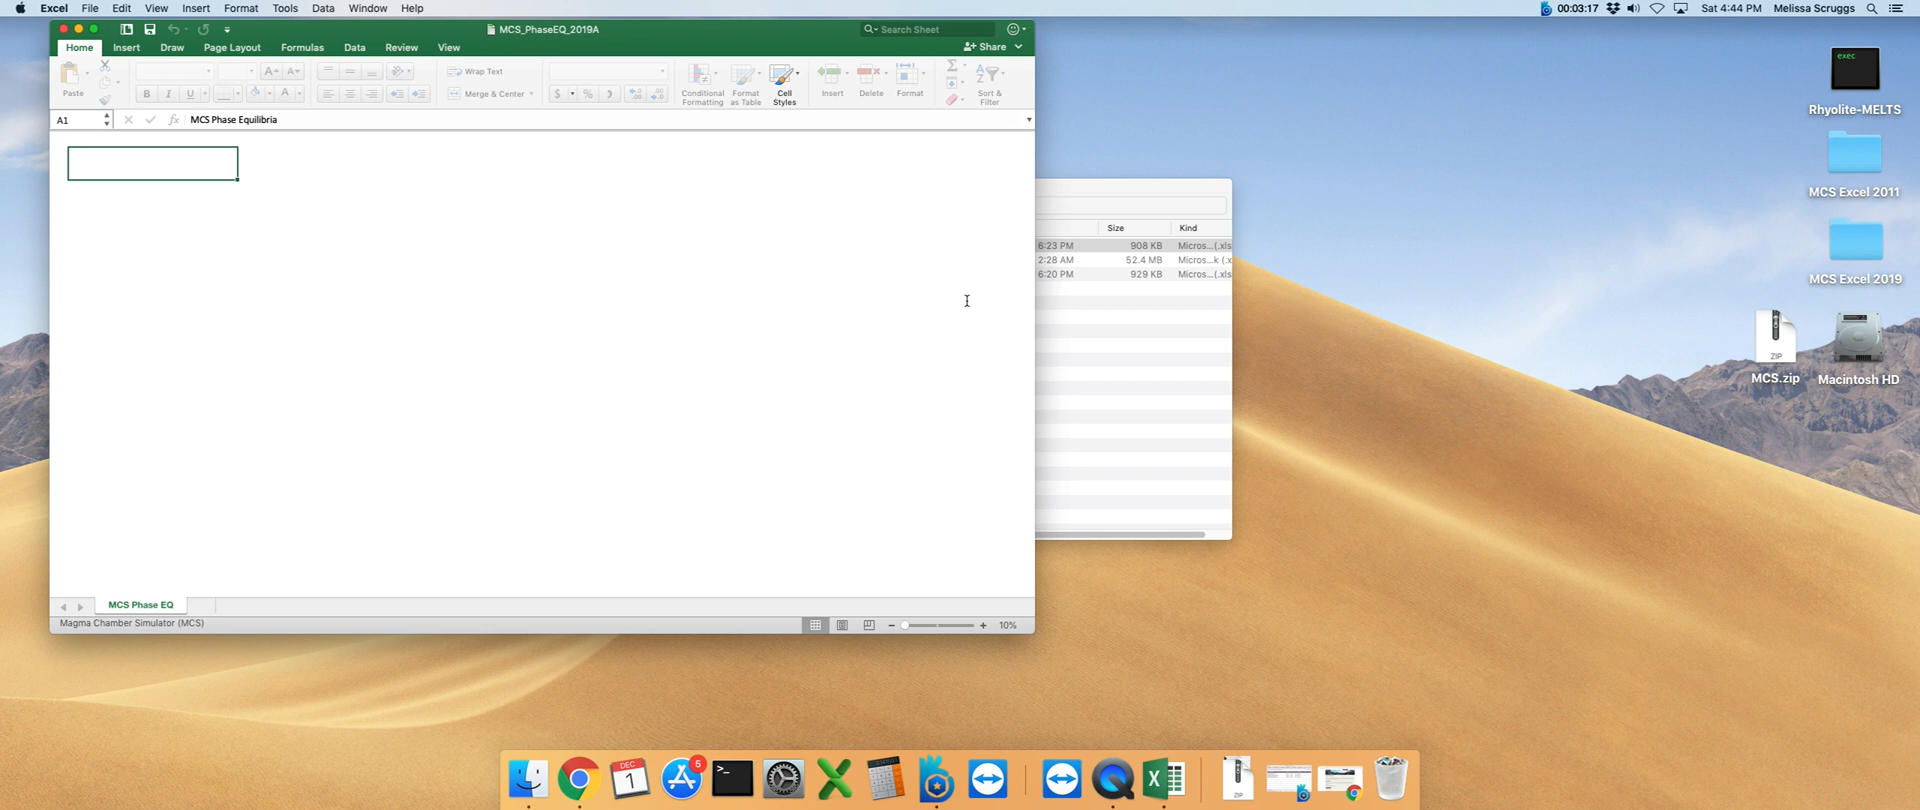 Excel File Edit View Insert Format Tools Data Window Help
00:03:17 Sat 4:44 PM Melissa Scruggs
MCS_PhaseEQ_2019A
Search Sheet
Home Insert Draw Page Layout Formulas Data Review View
Share
Paste
B I U
A
Wrap Text
Merge & Center
$ % )
Conditional Formatting
Format as Table
Cell Styles
Insert
Delete
Format
Sort & Filter
A1
fx MCS Phase Equilibria
Size Kind
6:23 PM 908 KB Micros...(.xls
2:28 AM 52.4 MB Micros...k (.x
6:20 PM 929 KB Micros...(.xls
MCS Phase EQ
Magma Chamber Simulator (MCS)
10%
exec
Rhyolite-MELTS
MCS Excel 2011
MCS Excel 2019
ZIP
MCS.zip
Macintosh HD
DEC
1
5
ZIP